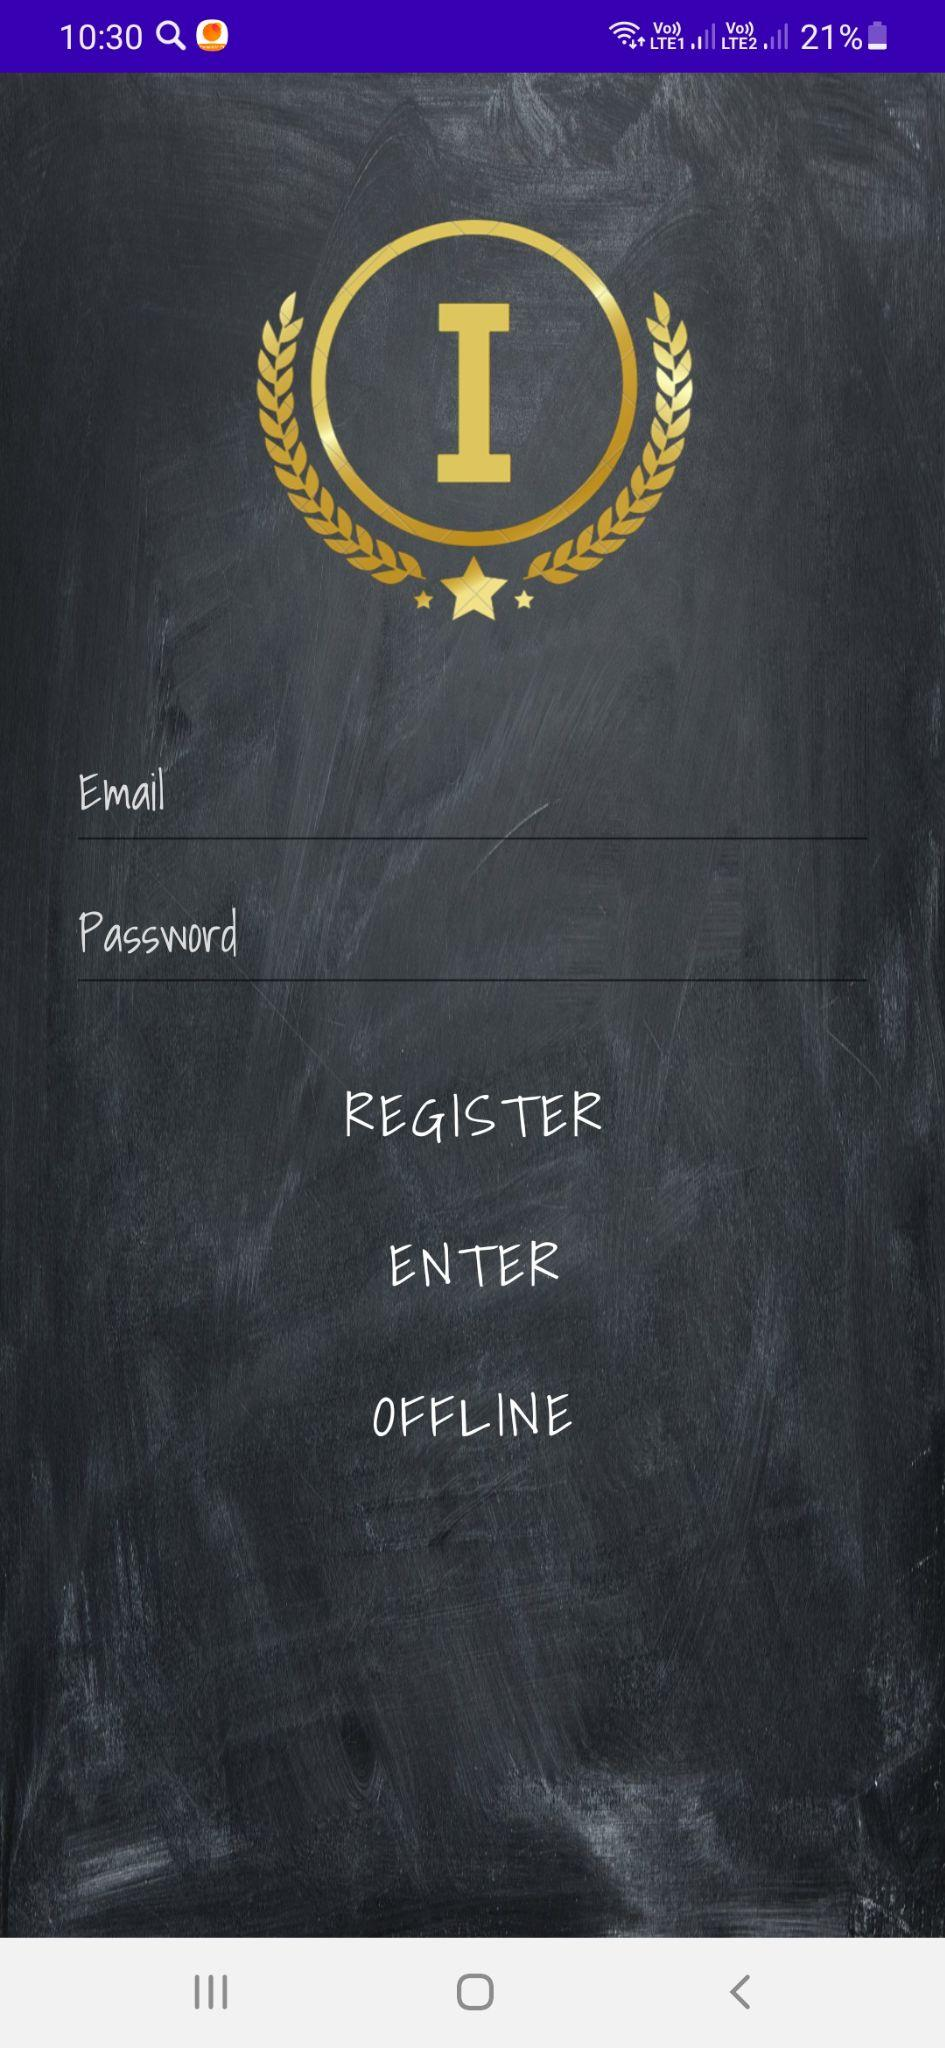 10:30 Vo)) LTE1 Vo)) LTE2 21%
I
Email
Password
REGISTER
ENTER
OFFLINE